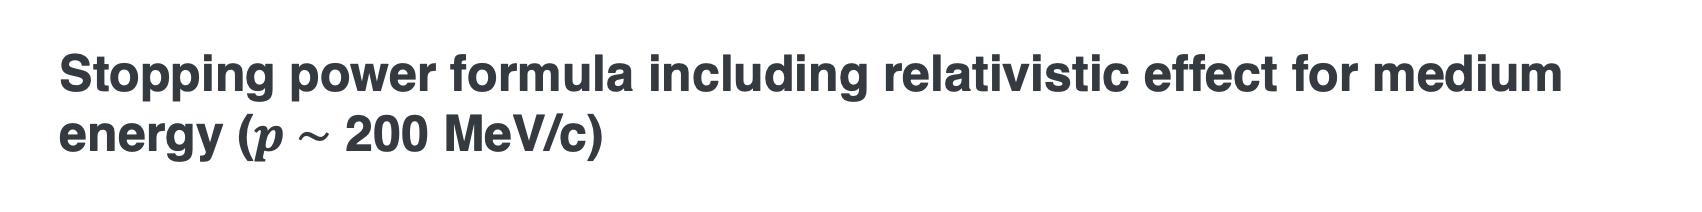 Stopping power formula including relativistic effect for medium
energy (p ~ 200 MeV/c)